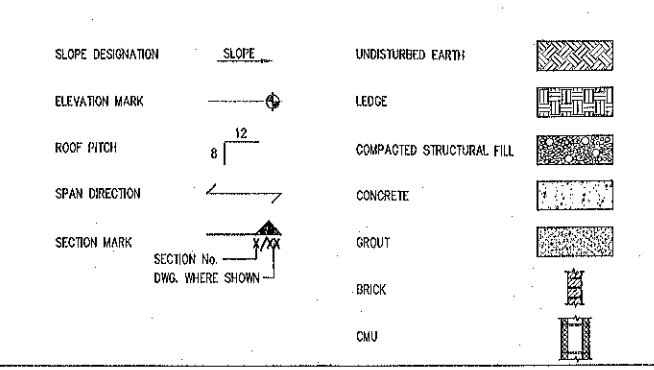 SLOPE DESIGNATION
SLOPE
ELEVATION MARK
ROOF PITCH
12
8
SPAN DIRECTION
SECTION MARK
X/XX
SECTION No.
DWG. WHERE SHOWN
UNDISTURBED EARTH
LEDGE
COMPACTED STRUCTURAL FILL
CONCRETE
GROUT
BRICK
CMU